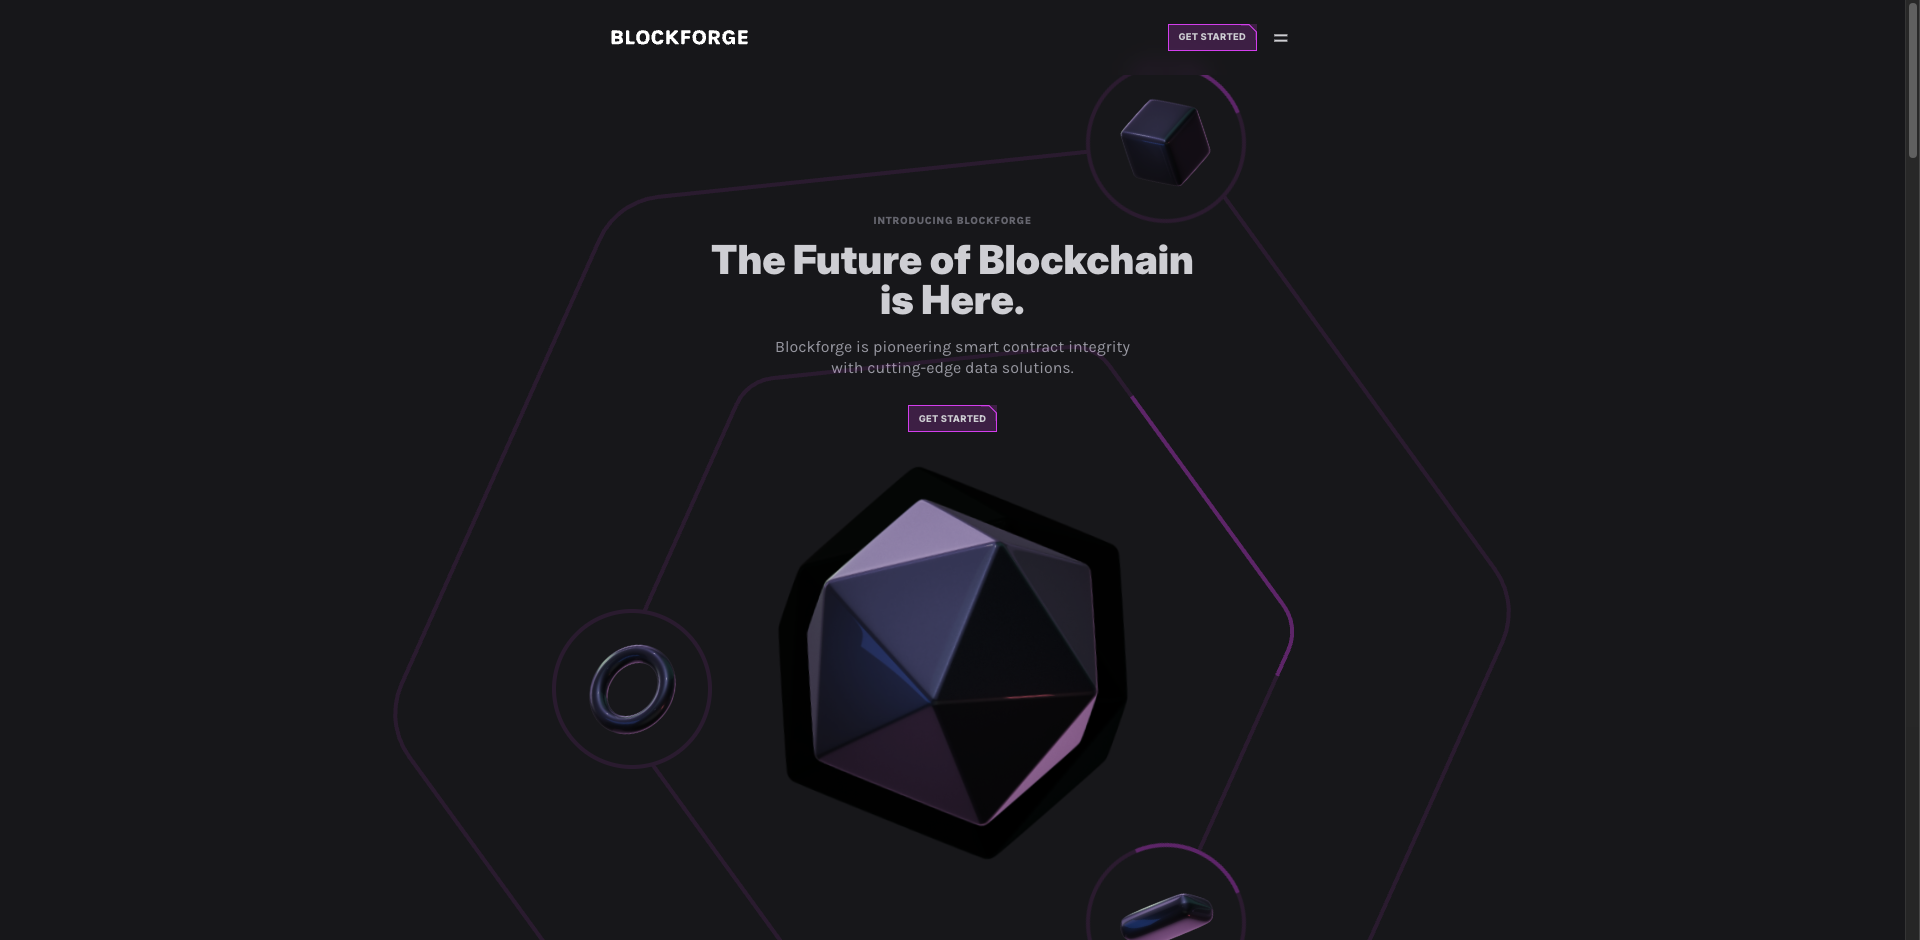 BLOCKFORGE
GET STARTED
INTRODUCING BLOCKFORGE
The Future of Blockchain
is Here.
Blockforge is pioneering smart contract integrity
with cutting-edge data solutions.
GET STARTED